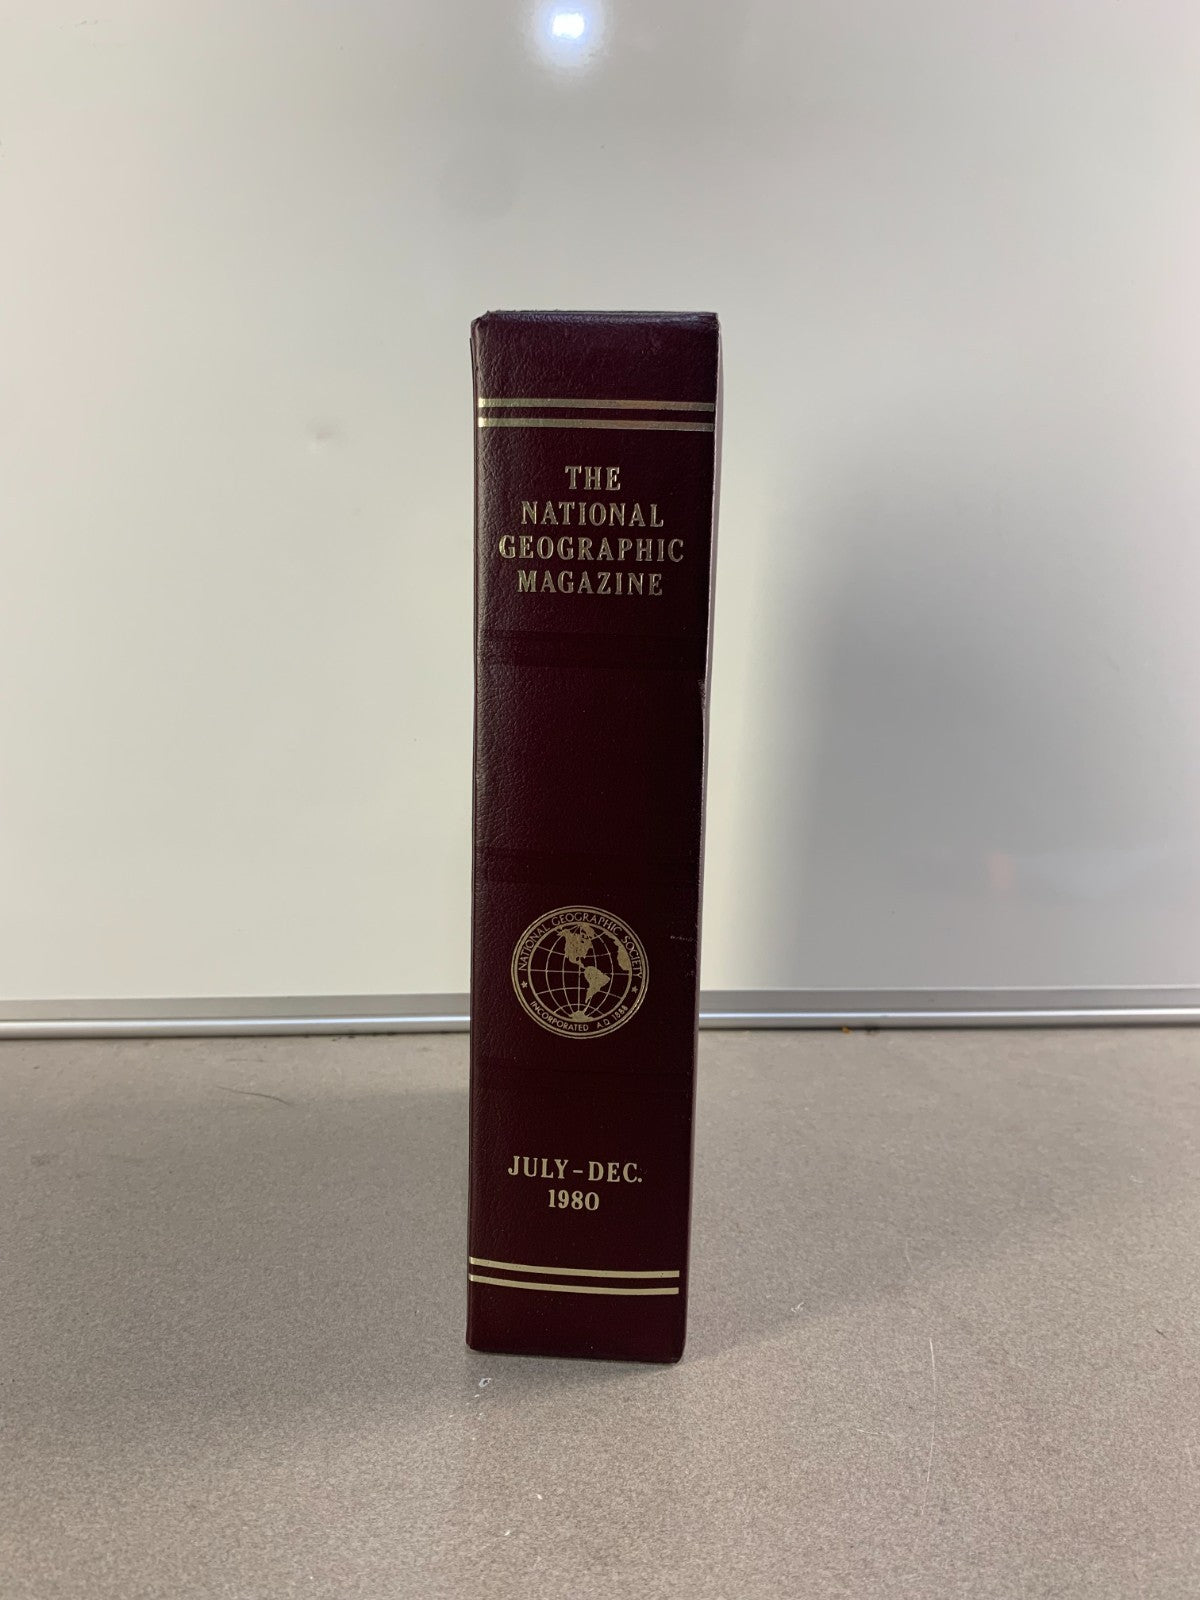 THE
NATIONAL
GEOGRAPHIC
MAGAZINE
NATIONAL GEOGRAPHIC SOCIETY
INCORPORATED A.D. 1888
JULY-DEC.
1980